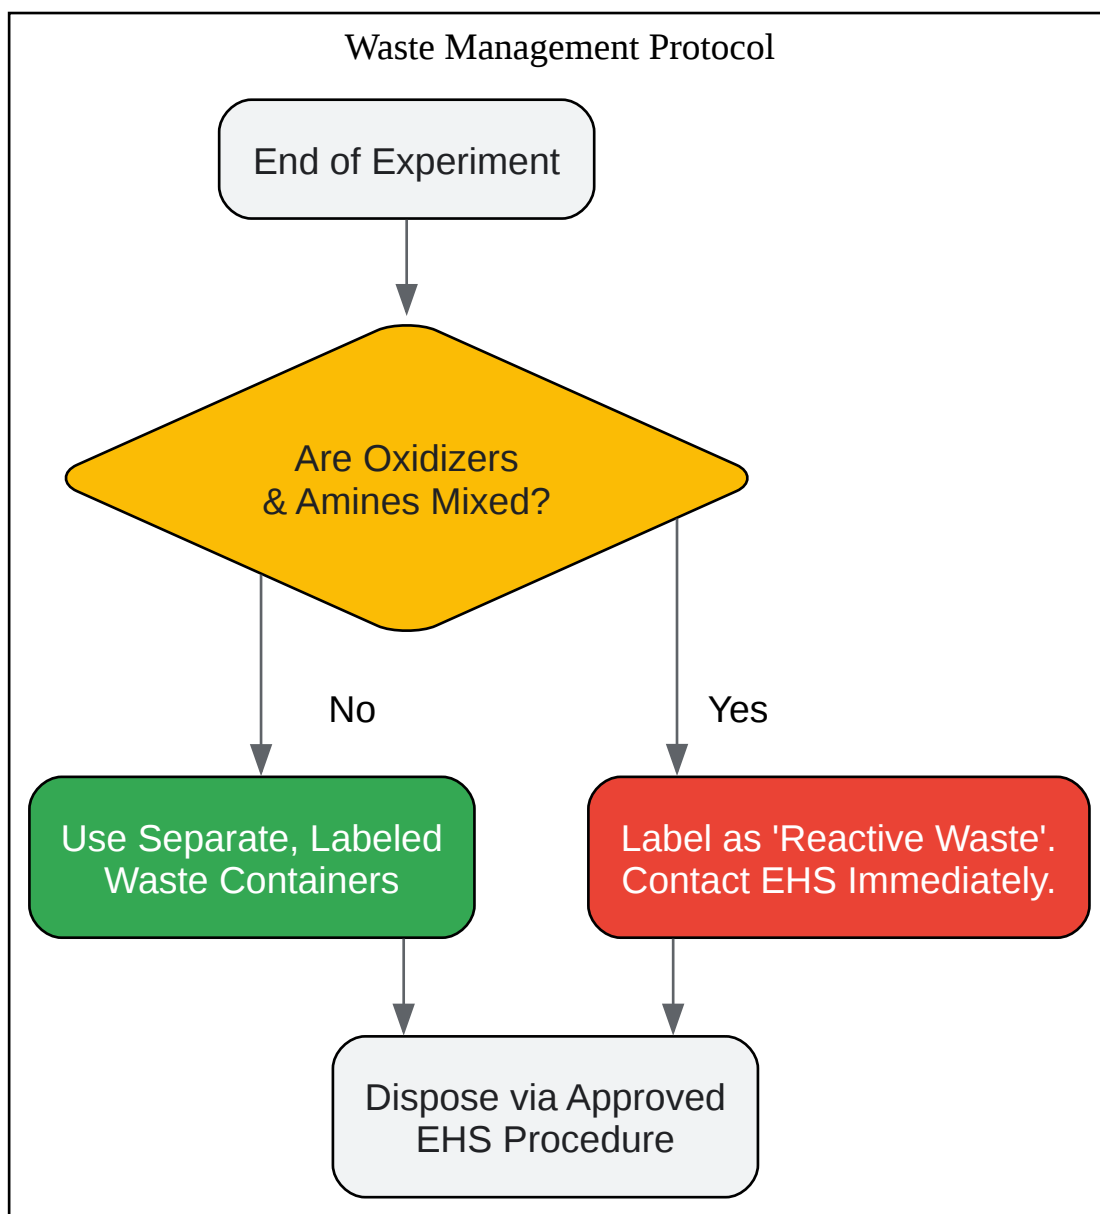 Waste Management Protocol
End of Experiment
Are Oxidizers
& Amines Mixed?
No
Yes
Use Separate, Labeled
Waste Containers
Label as 'Reactive Waste'.
Contact EHS Immediately.
Dispose via Approved
EHS Procedure